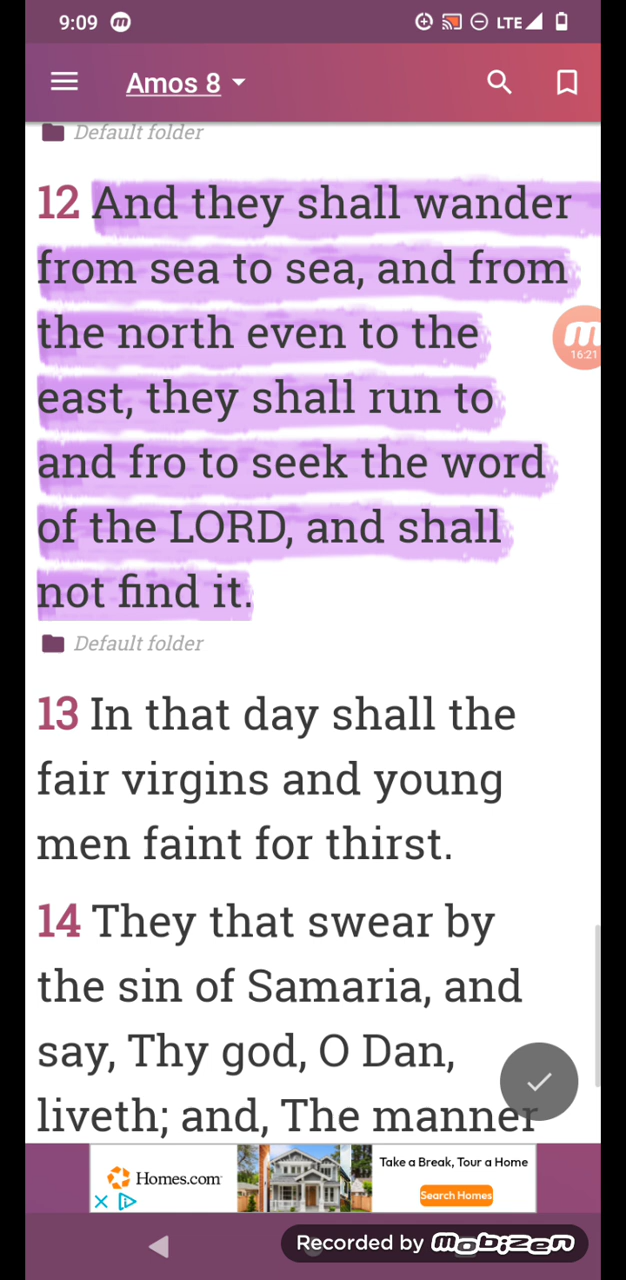 9:09 m LTE
Amos 8
Default folder
12 And they shall wander
from sea to sea, and from
the north even to the
east, they shall run to
and fro to seek the word
of the LORD, and shall
not find it.
m
16:21
Default folder
13 In that day shall the
fair virgins and young
men faint for thirst.
14 They that swear by
the sin of Samaria, and
say, Thy god, O Dan,
liveth; and, The manner
Homes.com
Take a Break, Tour a Home
Search Homes
Recorded by mobizen